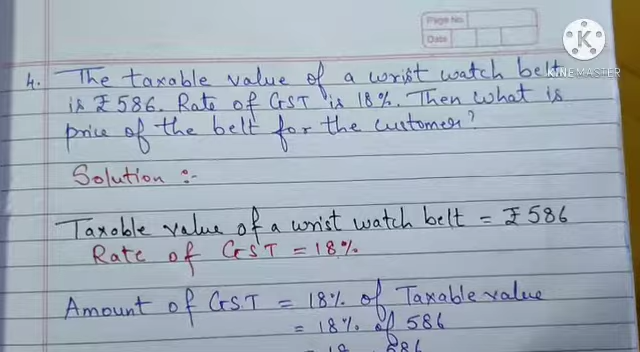 Page No.
Date
K
KINEMASTER
4. The taxable value of a wrist watch belt
is ₹586. Rate of GST is 18%. Then what is
price of the belt for the customer?
Solution :-
Taxable value of a wrist watch belt = ₹586
Rate of GST = 18%
Amount of GST = 18% of Taxable value
= 18% of 586
= 18 586